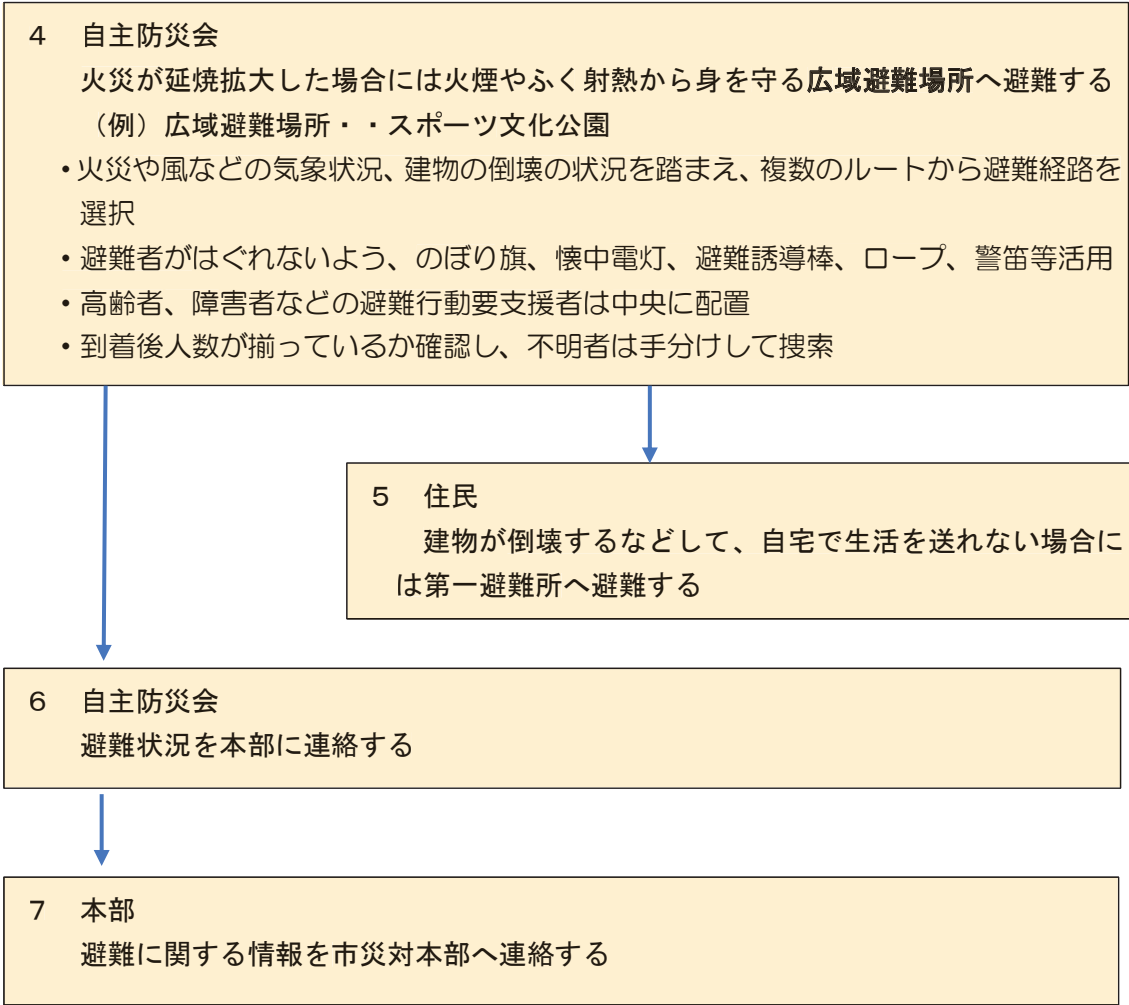 ４　自主防災会
火災が延焼拡大した場合には火煙やふく射熱から身を守る広域避難場所へ避難する
（例）広域避難場所・・スポーツ文化公園
・火災や風などの気象状況、建物の倒壊の状況を踏まえ、複数のルートから避難経路を
選択
・避難者がはぐれないよう、のぼり旗、懐中電灯、避難誘導棒、ロープ、警笛等活用
・高齢者、障害者などの避難行動要支援者は中央に配置
・到着後人数が揃っているか確認し、不明者は手分けして捜索
５　住民
建物が倒壊するなどして、自宅で生活を送れない場合に
は第一避難所へ避難する
６　自主防災会
避難状況を本部に連絡する
７　本部
避難に関する情報を市災対本部へ連絡する